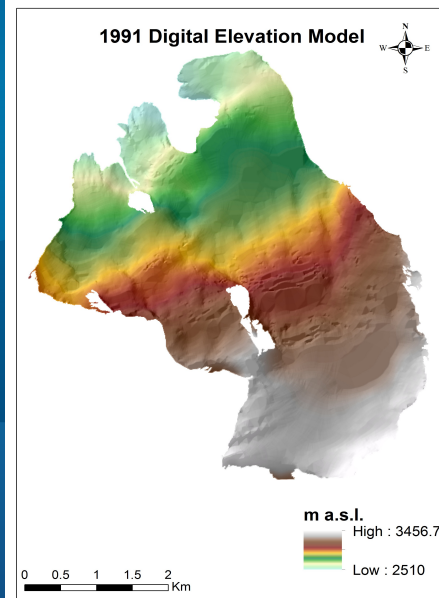 1991 Digital Elevation Model
N
W E
S
m a.s.l.
High : 3456.7
Low : 2510
0 0.5 1 1.5 2
Km